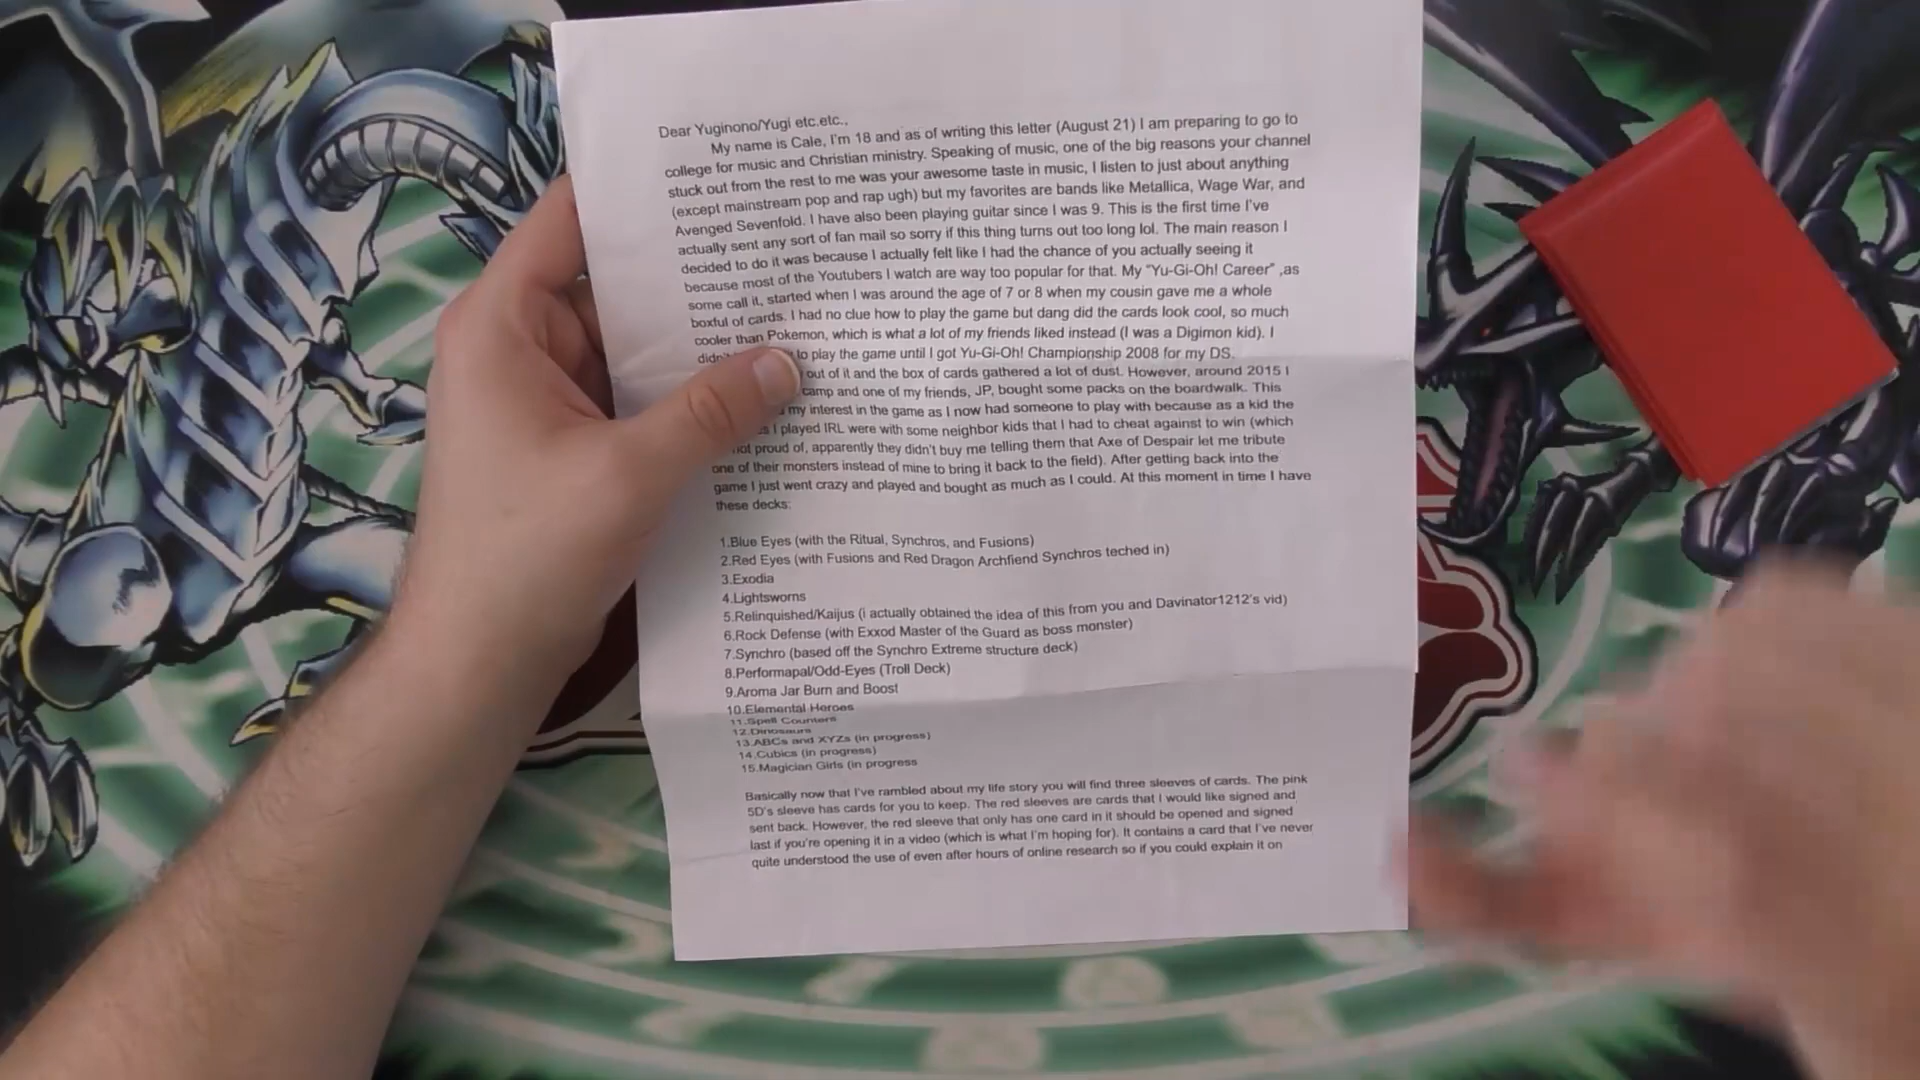 Dear Yuginono/Yugi etc.etc.,
My name is Cale, I'm 18 and as of writing this letter (August 21) I am preparing to go to
college for music and Christian ministry. Speaking of music, one of the big reasons your channel
stuck out from the rest to me was your awesome taste in music, I listen to just about anything
(except mainstream pop and rap ugh) but my favorites are bands like Metallica, Wage War, and
Avenged Sevenfold. I have also been playing guitar since I was 9. This is the first time I've
actually sent any sort of fan mail so sorry if this thing turns out too long lol. The main reason I
decided to do it was because I actually felt like I had the chance of you actually seeing it
because most of the Youtubers I watch are way too popular for that. My "Yu-Gi-Oh! Career" ,as
some call it, started when I was around the age of 7 or 8 when my cousin gave me a whole
boxful of cards. I had no clue how to play the game but dang did the cards look cool, so much
cooler than Pokemon, which is what a lot of my friends liked instead (I was a Digimon kid). I
to play the game until I got Yu-Gi-Oh! Championship 2008 for my DS.
out of it and the box of cards gathered a lot of dust. However, around 2015 I
camp and one of my friends, JP, bought some packs on the boardwalk. This
my interest in the game as I now had someone to play with because as a kid the
I played IRL were with some neighbor kids that I had to cheat against to win (which
not proud of, apparently they didn't buy me telling them that Axe of Despair let me tribute
one of their monsters instead of mine to bring it back to the field). After getting back into the
game I just went crazy and played and bought as much as I could. At this moment in time I have
these decks:
1.Blue Eyes (with the Ritual, Synchros, and Fusions)
2.Red Eyes (with Fusions and Red Dragon Archfiend Synchros teched in)
3.Exodia
4.Lightsworns
5.Relinquished/Kaijus (i actually obtained the idea of this from you and Davinator1212's vid)
6.Rock Defense (with Exxod Master of the Guard as boss monster)
7.Synchro (based off the Synchro Extreme structure deck)
8.Performapal/Odd-Eyes (Troll Deck)
9.Aroma Jar Burn and Boost
10.Elemental Heroes
11.Spell Counters
12.Dinosaurs
13.ABCs and XYZs (in progress)
14.Cubics (in progress)
15.Magician Girls (in progress
Basically now that I've rambled about my life story you will find three sleeves of cards. The pink
5D's sleeve has cards for you to keep. The red sleeves are cards that I would like signed and
sent back. However, the red sleeve that only has one card in it should be opened and signed
last if you're opening it in a video (which is what I'm hoping for). It contains a card that I've never
quite understood the use of even after hours of online research so if you could explain it on